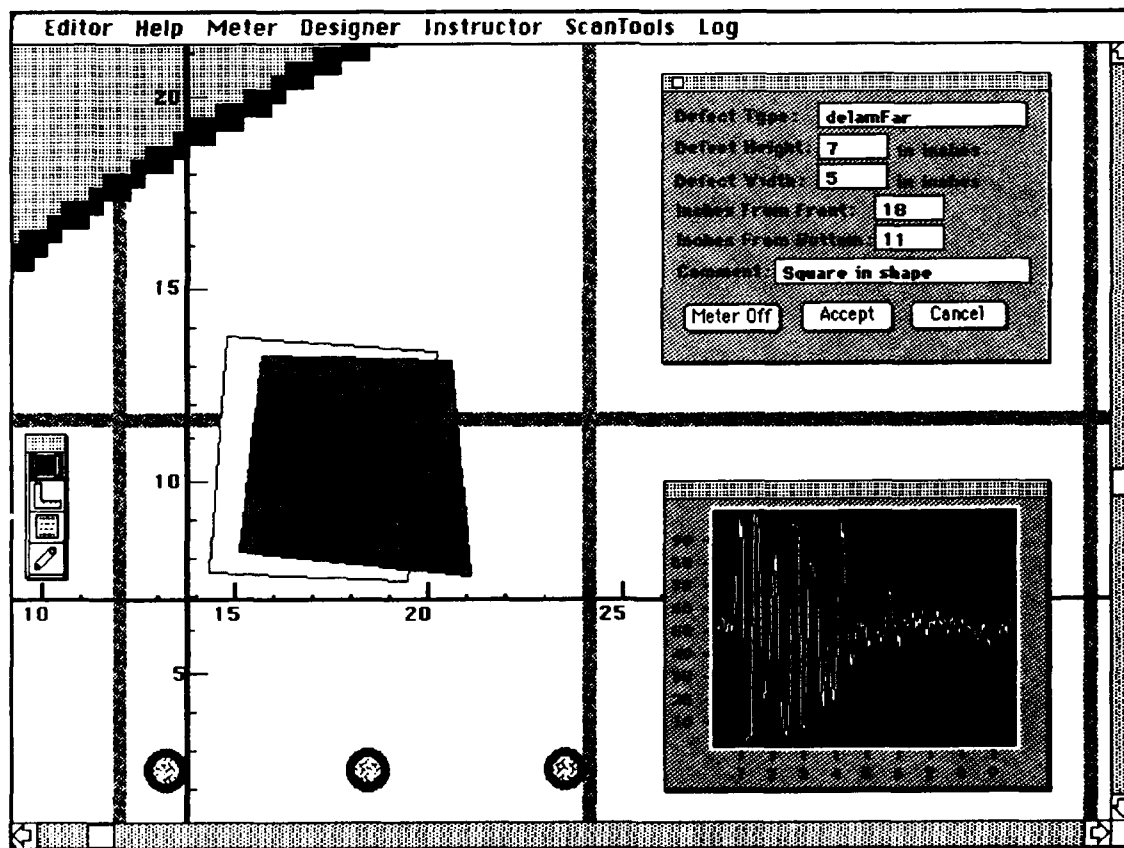 Editor Help Meter Designer Instructor ScanTools Log
20
15
10
5
10 15 20 25
Defect Type: delamFar
Defect Height: 7 in inches
Defect Width: 5 in inches
Inches From Front: 18
Inches From Bottom: 11
Comment: Square in shape
Meter Off Accept Cancel